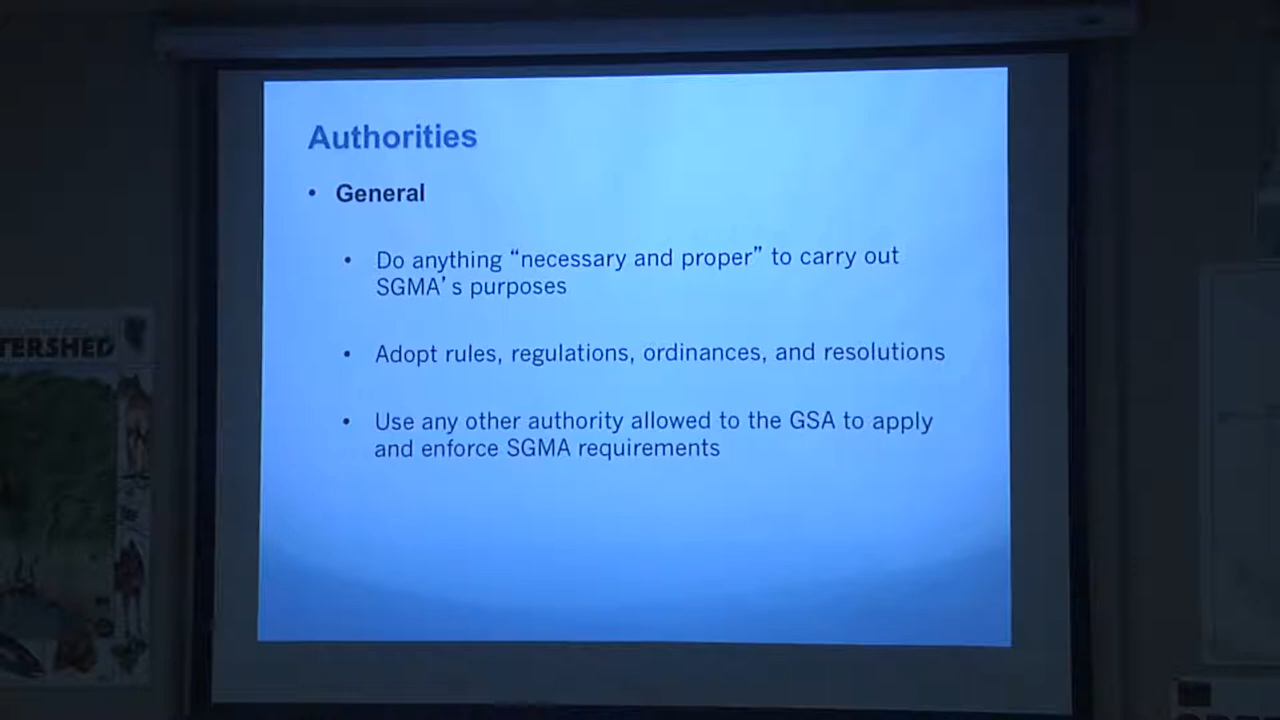 Authorities
• General
• Do anything “necessary and proper” to carry out
SGMA’s purposes
• Adopt rules, regulations, ordinances, and resolutions
• Use any other authority allowed to the GSA to apply
and enforce SGMA requirements
TERSHED